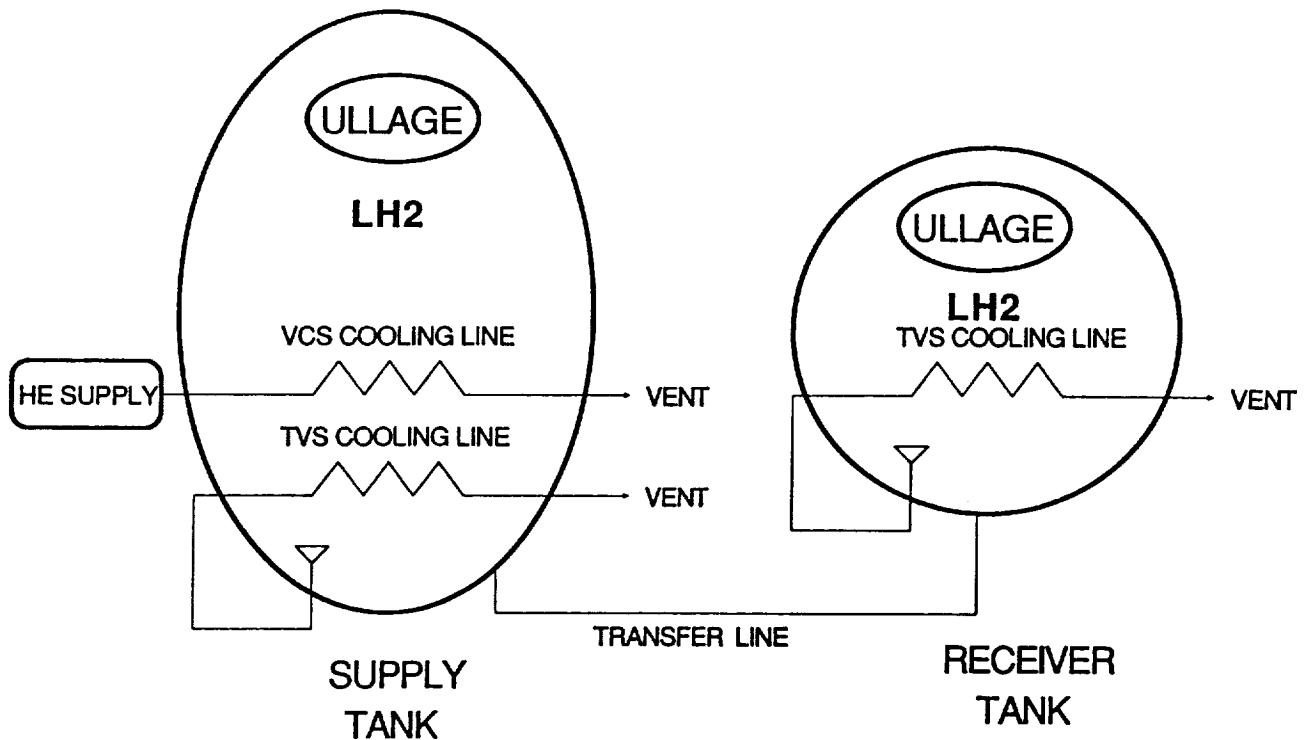 ULLAGE
LH2
VCS COOLING LINE
HE SUPPLY
VENT
TVS COOLING LINE
VENT
ULLAGE
LH2
TVS COOLING LINE
VENT
TRANSFER LINE
SUPPLY
TANK
RECEIVER
TANK